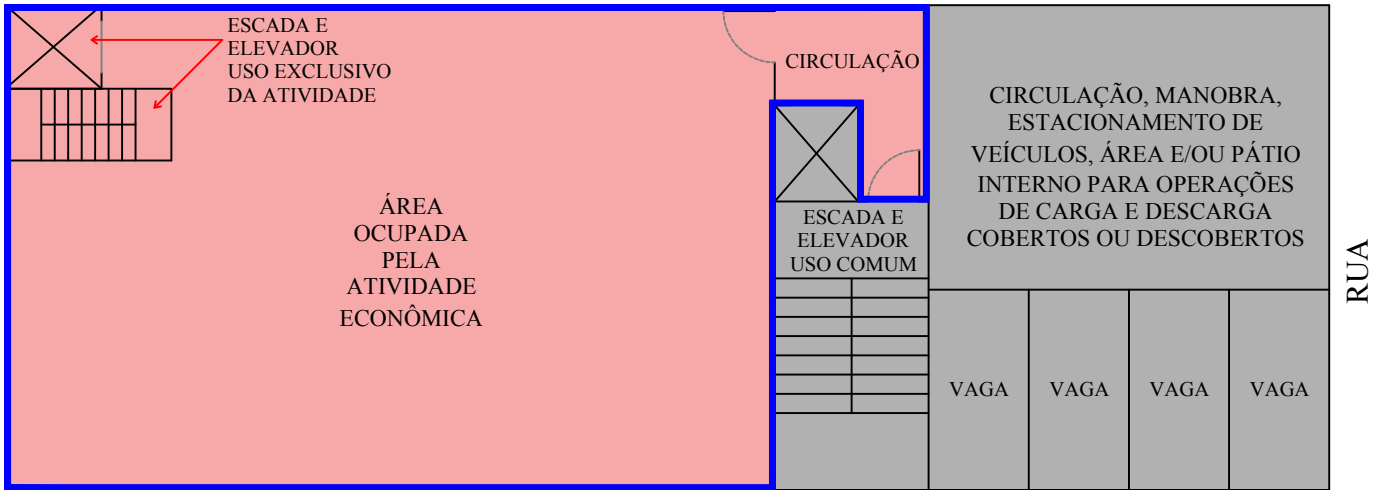 ESCADA E
ELEVADOR
USO EXCLUSIVO
DA ATIVIDADE
CIRCULAÇÃO
CIRCULAÇÃO, MANOBRA,
ESTACIONAMENTO DE
VEÍCULOS, ÁREA E/OU PÁTIO
INTERNO PARA OPERAÇÕES
DE CARGA E DESCARGA
COBERTOS OU DESCOBERTOS
ÁREA
OCUPADA
PELA
ATIVIDADE
ECONÔMICA
ESCADA E
ELEVADOR
USO COMUM
RUA
VAGA
VAGA
VAGA
VAGA